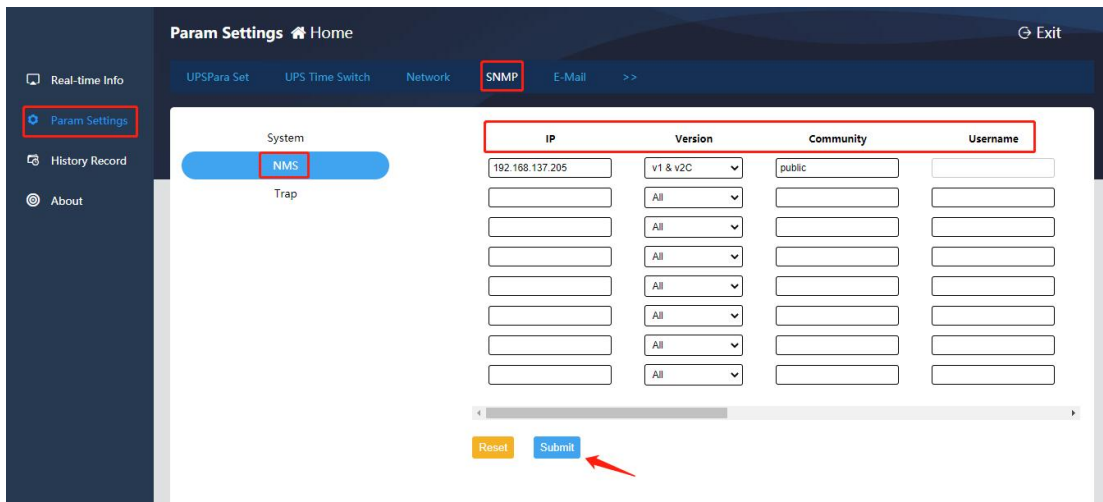 Param Settings Home
Exit
Real-time Info
Param Settings
History Record
About
UPSPara Set UPS Time Switch Network SNMP E-Mail >>
System
NMS
Trap
IP Version Community Username
192.168.137.205 v1 & v2C public
All
All
All
All
All
All
All
Reset Submit